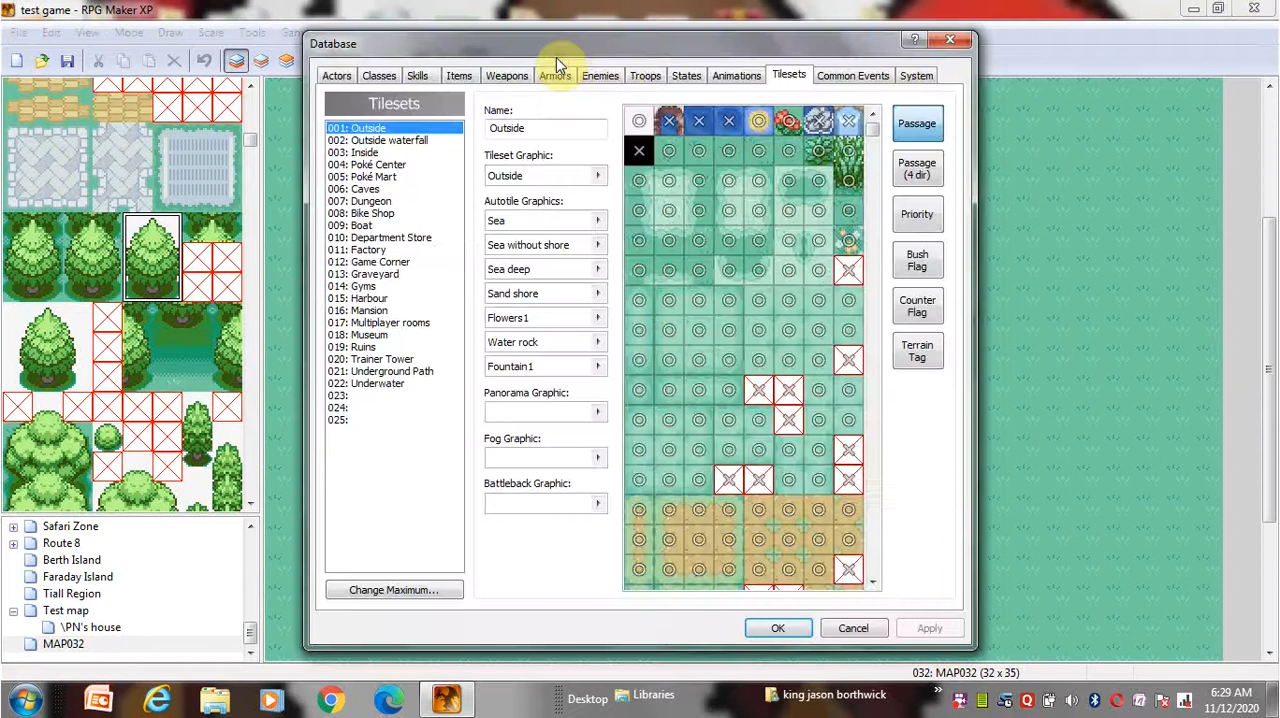 test game - RPG Maker XP
File Edit View Mode Draw Scale Tools
Database
Actors Classes Skills Items Weapons Armors Enemies Troops States Animations Tilesets Common Events System
Tilesets
001: Outside
002: Outside waterfall
003: Inside
004: Poké Center
005: Poké Mart
006: Caves
007: Dungeon
008: Bike Shop
009: Boat
010: Department Store
011: Factory
012: Game Corner
013: Graveyard
014: Gyms
015: Harbour
016: Mansion
017: Multiplayer rooms
018: Museum
019: Ruins
020: Trainer Tower
021: Underground Path
022: Underwater
023:
024:
025:
Change Maximum...
Name:
Outside
Tileset Graphic:
Outside
Autotile Graphics:
Sea
Sea without shore
Sea deep
Sand shore
Flowers1
Water rock
Fountain1
Panorama Graphic:
Fog Graphic:
Battleback Graphic:
Passage
Passage
(4 dir)
Priority
Bush
Flag
Counter
Flag
Terrain
Tag
OK Cancel Apply
Safari Zone
Route 8
Berth Island
Faraday Island
Tiall Region
Test map
\PN's house
MAP032
032: MAP032 (32 x 35)
Desktop
Libraries
king jason borthwick
6:29 AM
11/12/2020